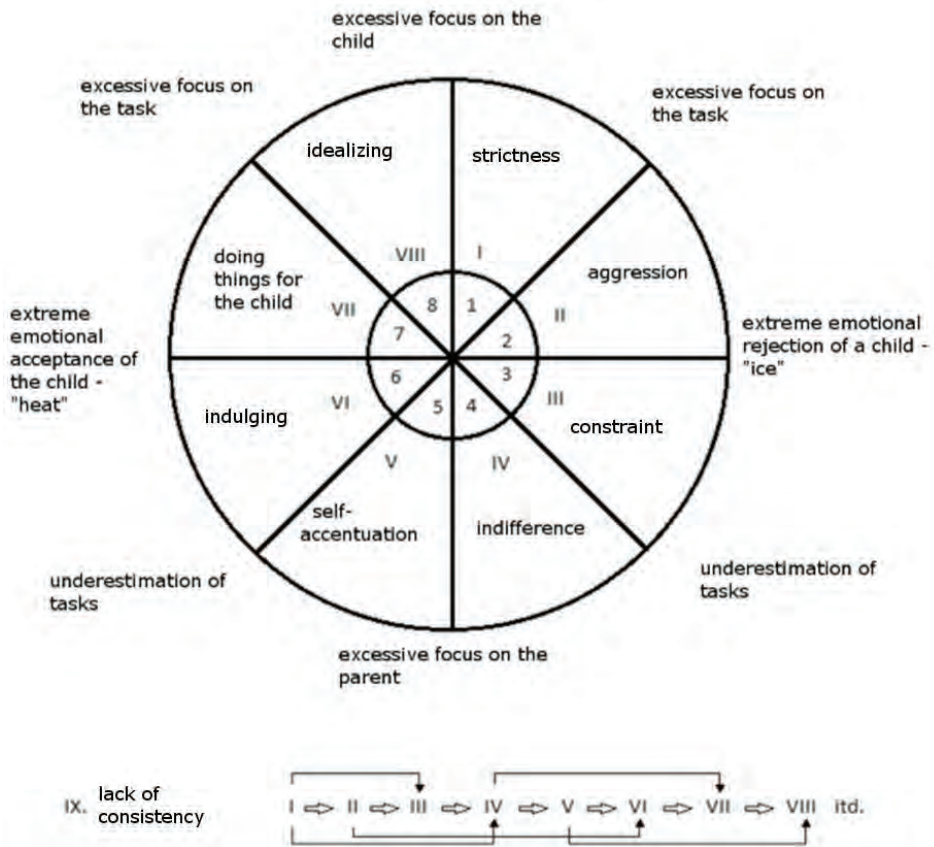 excessive focus on the
child
excessive focus on
the task
excessive focus on
the task
idealizing
strictness
VIII
I
doing
things for
the child
aggression
VII
II
8
1
7
2
extreme
emotional
acceptance of
the child -
"heat"
extreme emotional
rejection of a child -
"ice"
6
3
5
4
VI
III
indulging
constraint
V
IV
self-
accentuation
indifference
underestimation of
tasks
underestimation of
tasks
excessive focus on the
parent
IX. lack of
consistency
I ⇨ II ⇨ III ⇨ IV ⇨ V ⇨ VI ⇨ VII ⇨ VIII itd.